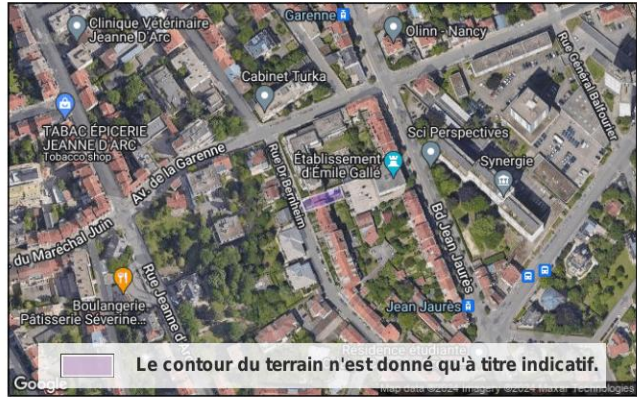 Clinique Vétérinaire
Jeanne D'Arc
Garenne
Olinn - Nancy
Rue Général Balfourier
Cabinet Turka
TABAC ÉPICERIE
JEANNE D'ARC
Tobacco shop
Av. de la Garenne
Rue Dr Bernheim
Établissement
d'Émile Gallé
Sci Perspectives
Synergie
du Maréchal Juin
Rue Jeanne d'Arc
Bd Jean Jaurès
Boulangerie
Pâtisserie Séverine...
Jean Jaurès
Résidence étudiante
Le contour du terrain n'est donné qu'à titre indicatif.
Google
Map data ©2024 Imagery ©2024 Maxar Technologies